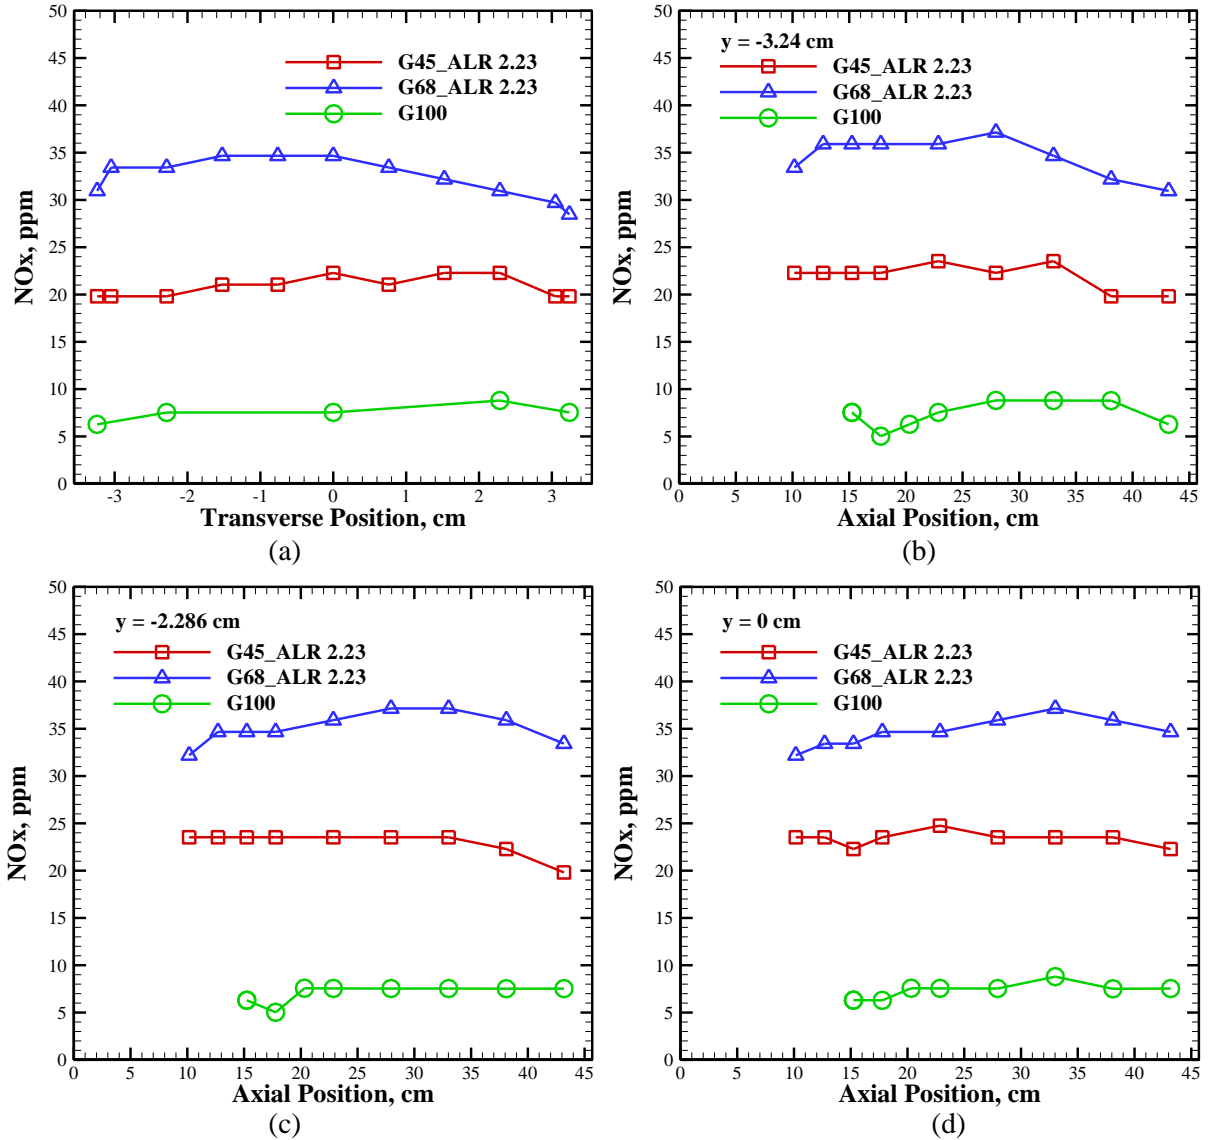 50
45
40
35
30
25
20
15
10
5
0
NOx, ppm
G45_ALR 2.23
G68_ALR 2.23
G100
-3 -2 -1 0 1 2 3
Transverse Position, cm
(a)
50
45
40
35
30
25
20
15
10
5
0
NOx, ppm
y = -3.24 cm
G45_ALR 2.23
G68_ALR 2.23
G100
0 5 10 15 20 25 30 35 40 45
Axial Position, cm
(b)
50
45
40
35
30
25
20
15
10
5
0
NOx, ppm
y = -2.286 cm
G45_ALR 2.23
G68_ALR 2.23
G100
0 5 10 15 20 25 30 35 40 45
Axial Position, cm
(c)
50
45
40
35
30
25
20
15
10
5
0
NOx, ppm
y = 0 cm
G45_ALR 2.23
G68_ALR 2.23
G100
0 5 10 15 20 25 30 35 40 45
Axial Position, cm
(d)